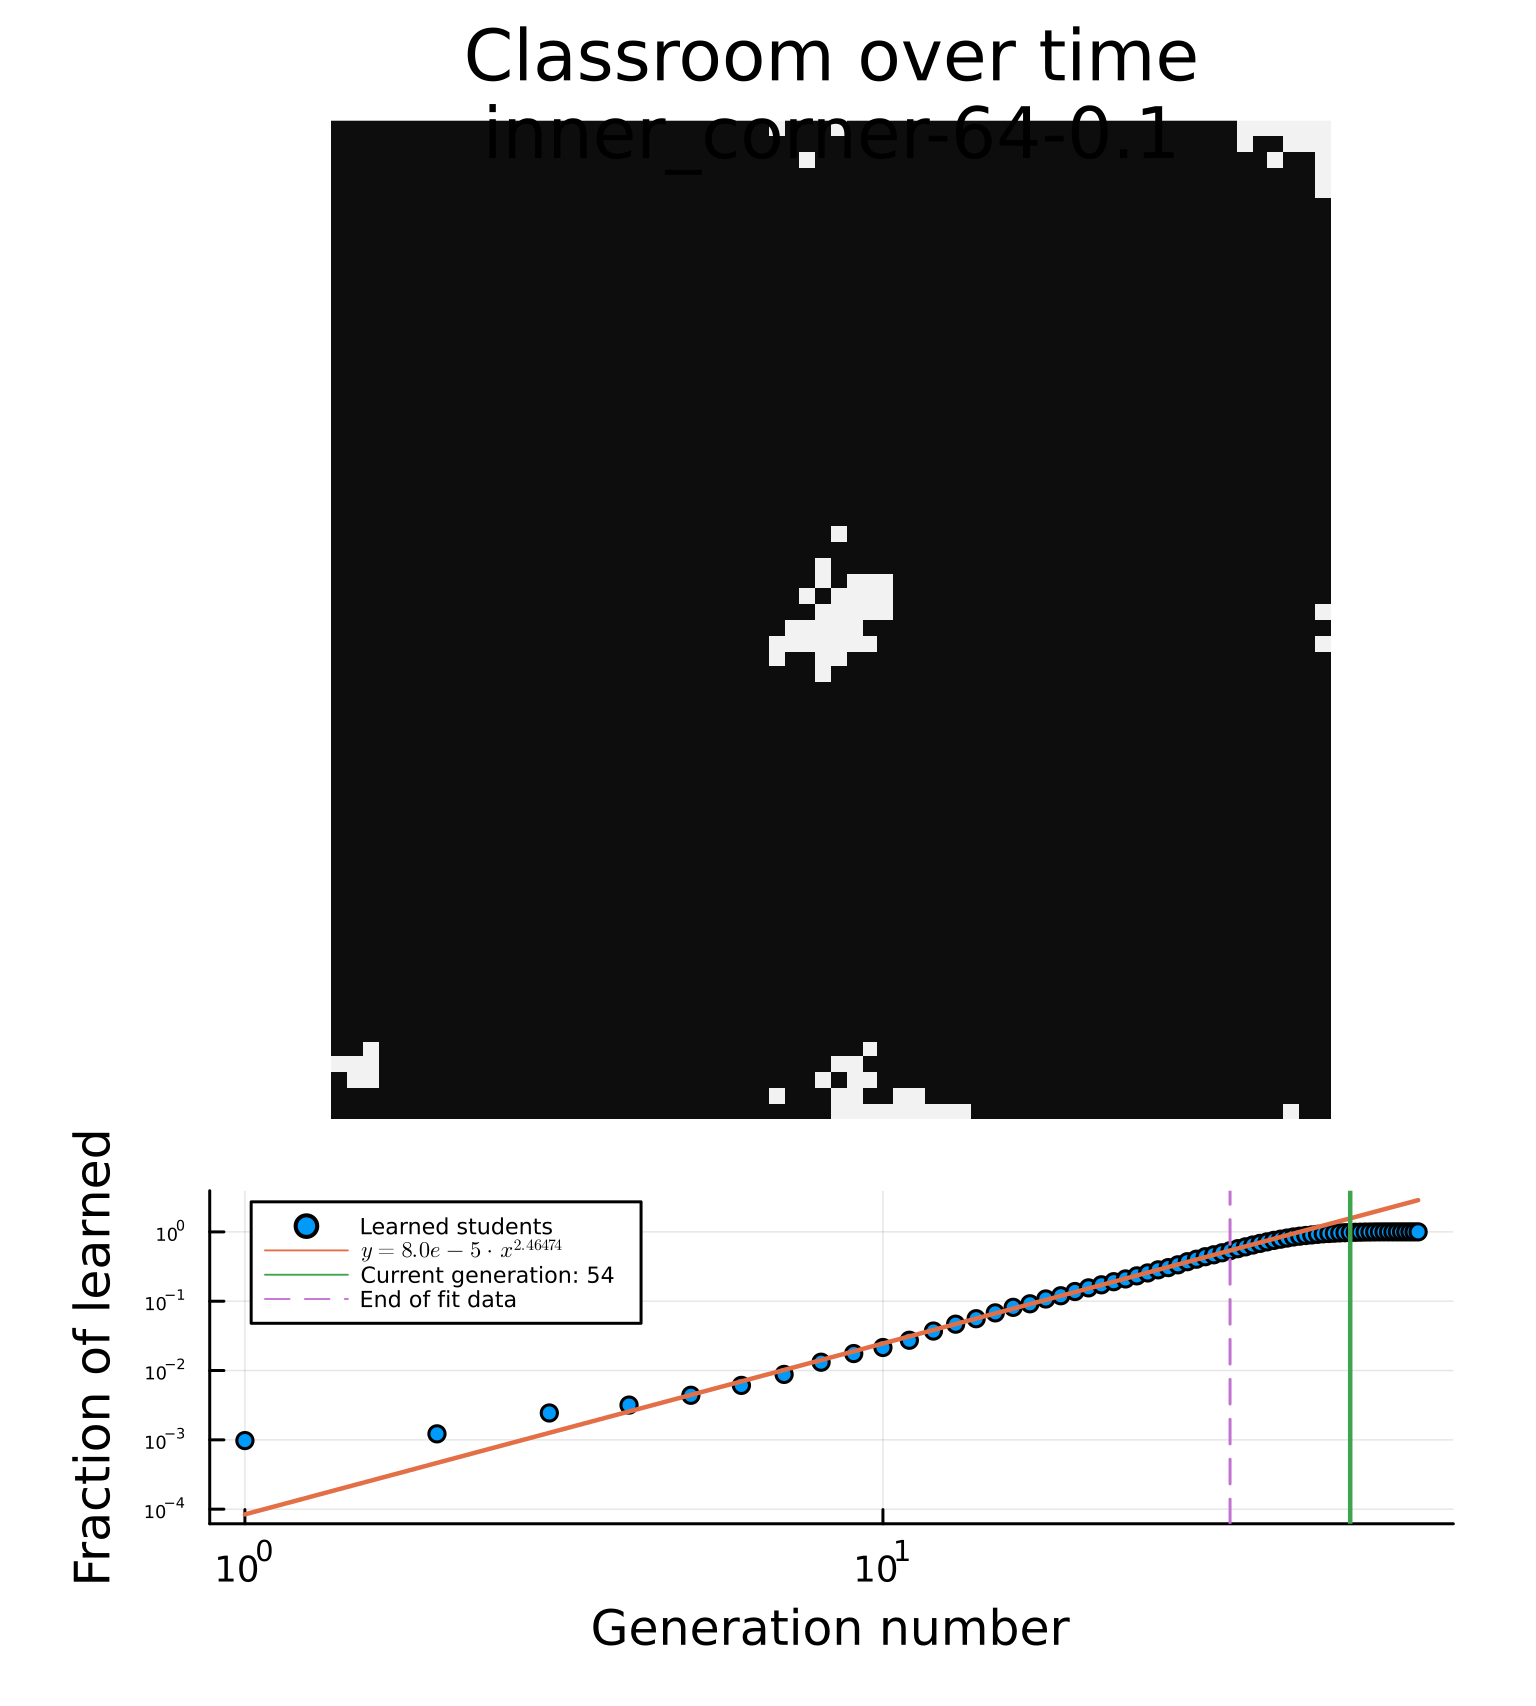 Classroom over time
inner_corner-64-0.1
Fraction of learned
10^0
10^-1
10^-2
10^-3
10^-4
Learned students
y = 8.0e − 5 · x^2.46474
Current generation: 54
End of fit data
10^0
10^1
Generation number